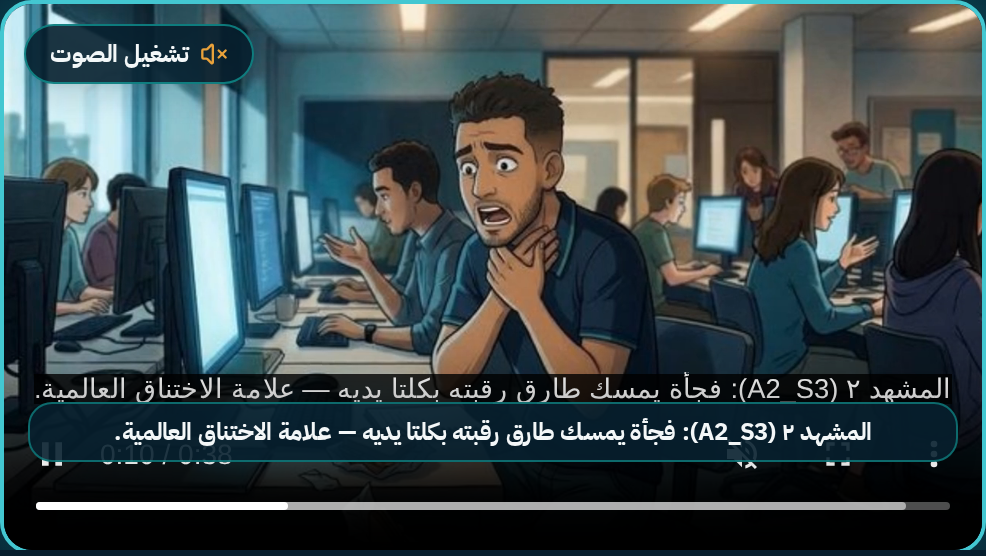 تشغيل الصوت
المشهد ٢ (A2_S3): فجأة يمسك طارق رقبته بكلتا يديه — علامة الاختناق العالمية.
المشهد ٢ (A2_S3): فجأة يمسك طارق رقبته بكلتا يديه — علامة الاختناق العالمية.
0:10 / 0:38